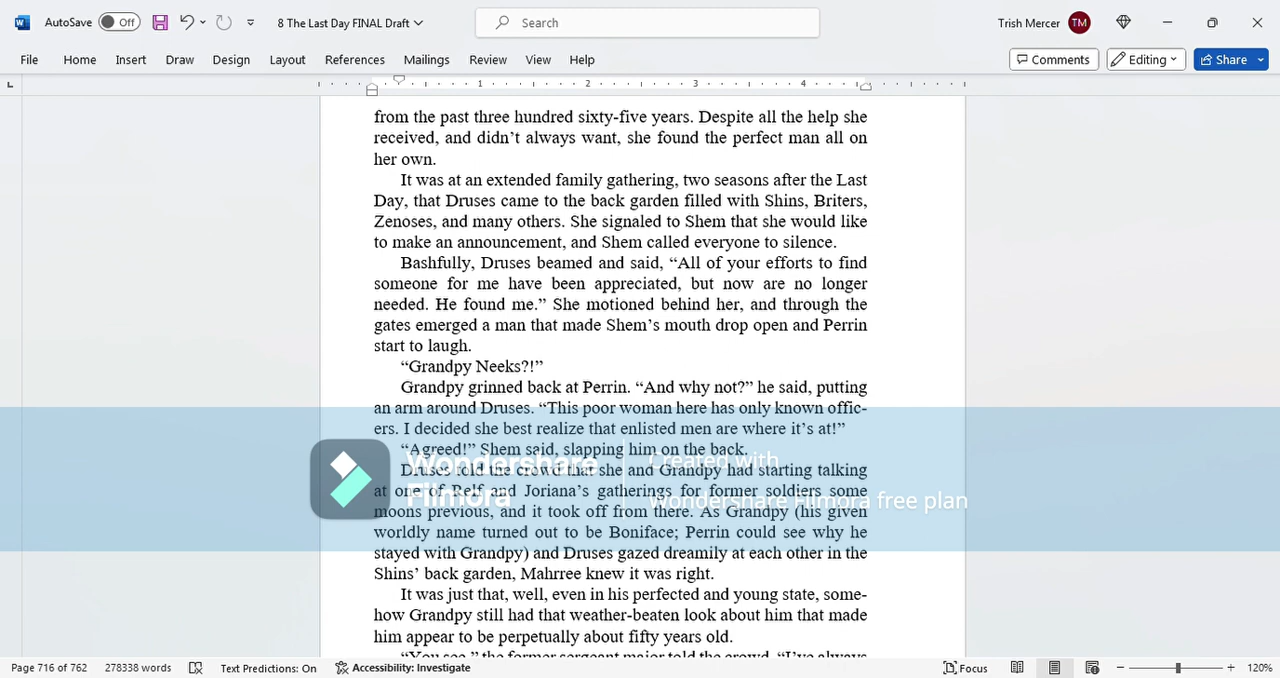 AutoSave Off 8 The Last Day FINAL Draft Search Trish Mercer TM
File Home Insert Draw Design Layout References Mailings Review View Help Comments Editing Share
1 2 3 4
from the past three hundred sixty-five years. Despite all the help she
received, and didn’t always want, she found the perfect man all on
her own.
It was at an extended family gathering, two seasons after the Last
Day, that Druses came to the back garden filled with Shins, Briters,
Zenoses, and many others. She signaled to Shem that she would like
to make an announcement, and Shem called everyone to silence.
Bashfully, Druses beamed and said, “All of your efforts to find
someone for me have been appreciated, but now are no longer
needed. He found me.” She motioned behind her, and through the
gates emerged a man that made Shem’s mouth drop open and Perrin
start to laugh.
“Grandpy Neeks?!”
Grandpy grinned back at Perrin. “And why not?” he said, putting
an arm around Druses. “This poor woman here has only known offic-
ers. I decided she best realize that enlisted men are where it’s at!”
“Agreed!” Shem said, slapping him on the back.
Druses told the crowd that she and Grandpy had starting talking
at one of Relf and Joriana’s gatherings for former soldiers some
moons previous, and it took off from there. As Grandpy (his given
worldly name turned out to be Boniface; Perrin could see why he
stayed with Grandpy) and Druses gazed dreamily at each other in the
Shins’ back garden, Mahrree knew it was right.
It was just that, well, even in his perfected and young state, some-
how Grandpy still had that weather-beaten look about him that made
him appear to be perpetually about fifty years old.
“You see,” the former sergeant major told the crowd, “I’ve always
Wondershare
Filmora
Created with
Wondershare Filmora free plan
Page 716 of 762 278338 words Text Predictions: On Accessibility: Investigate Focus 120%